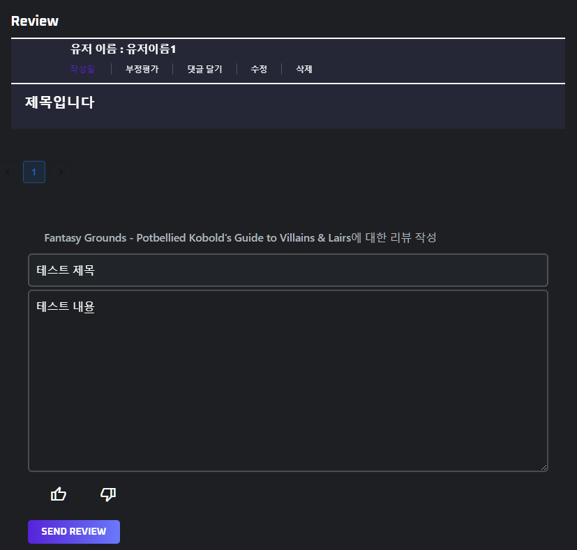 Review
유저 이름 : 유저이름1
작성일 부정평가 댓글 달기 수정 삭제
제목입니다
1
Fantasy Grounds - Potbellied Kobold's Guide to Villains & Lairs에 대한 리뷰 작성
테스트 제목
테스트 내용
SEND REVIEW